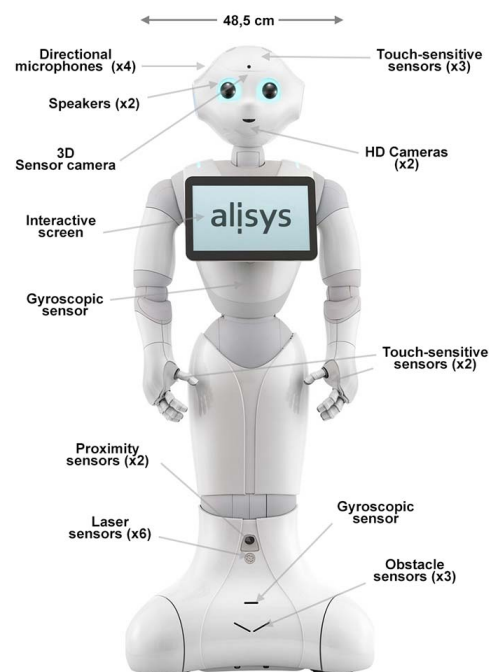 48,5 cm
Directional
microphones (x4)
Touch-sensitive
sensors (x3)
Speakers (x2)
3D
Sensor camera
HD Cameras
(x2)
Interactive
screen
alisys
Gyroscopic
sensor
Touch-sensitive
sensors (x2)
Proximity
sensors (x2)
Laser
sensors (x6)
Gyroscopic
sensor
Obstacle
sensors (x3)